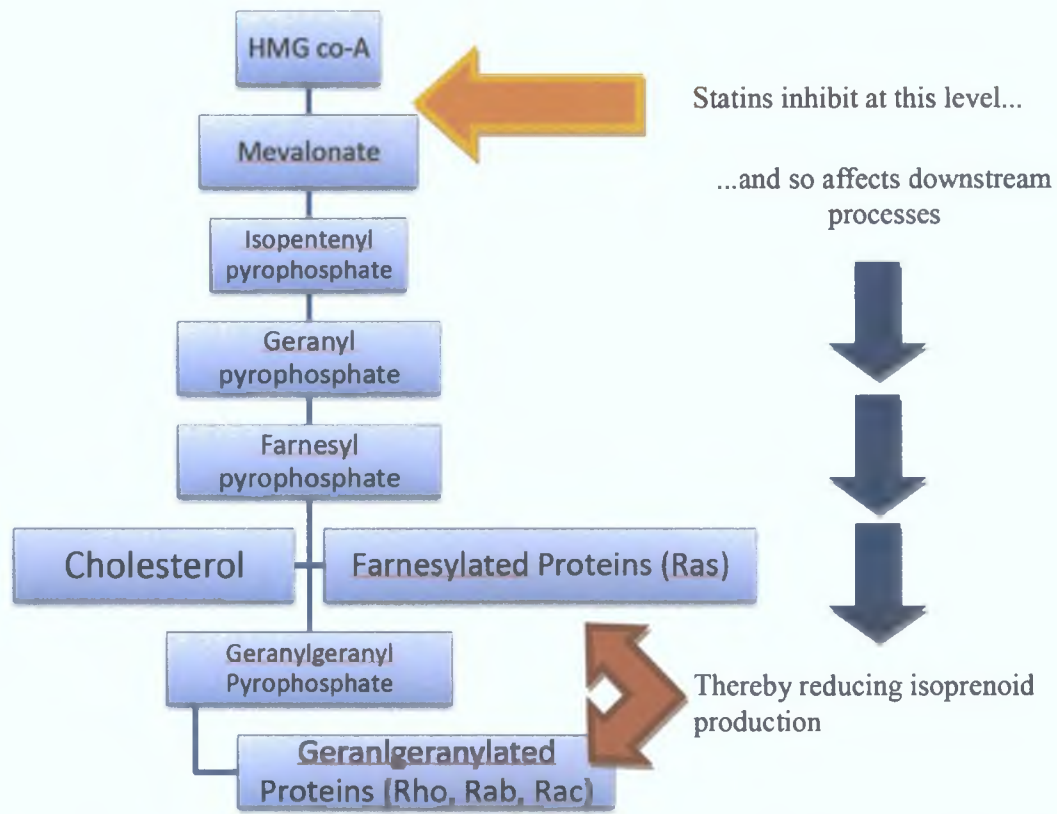 HMG co-A
Statins inhibit at this level...
Mevalonate
...and so affects downstream
processes
Isopentenyl
pyrophosphate
Geranyl
pyrophosphate
Farnesyl
pyrophosphate
Cholesterol
Farnesylated Proteins (Ras)
Geranylgeranyl
Pyrophosphate
Thereby reducing isoprenoid
production
Geranlgeranylated
Proteins (Rho, Rab, Rac)